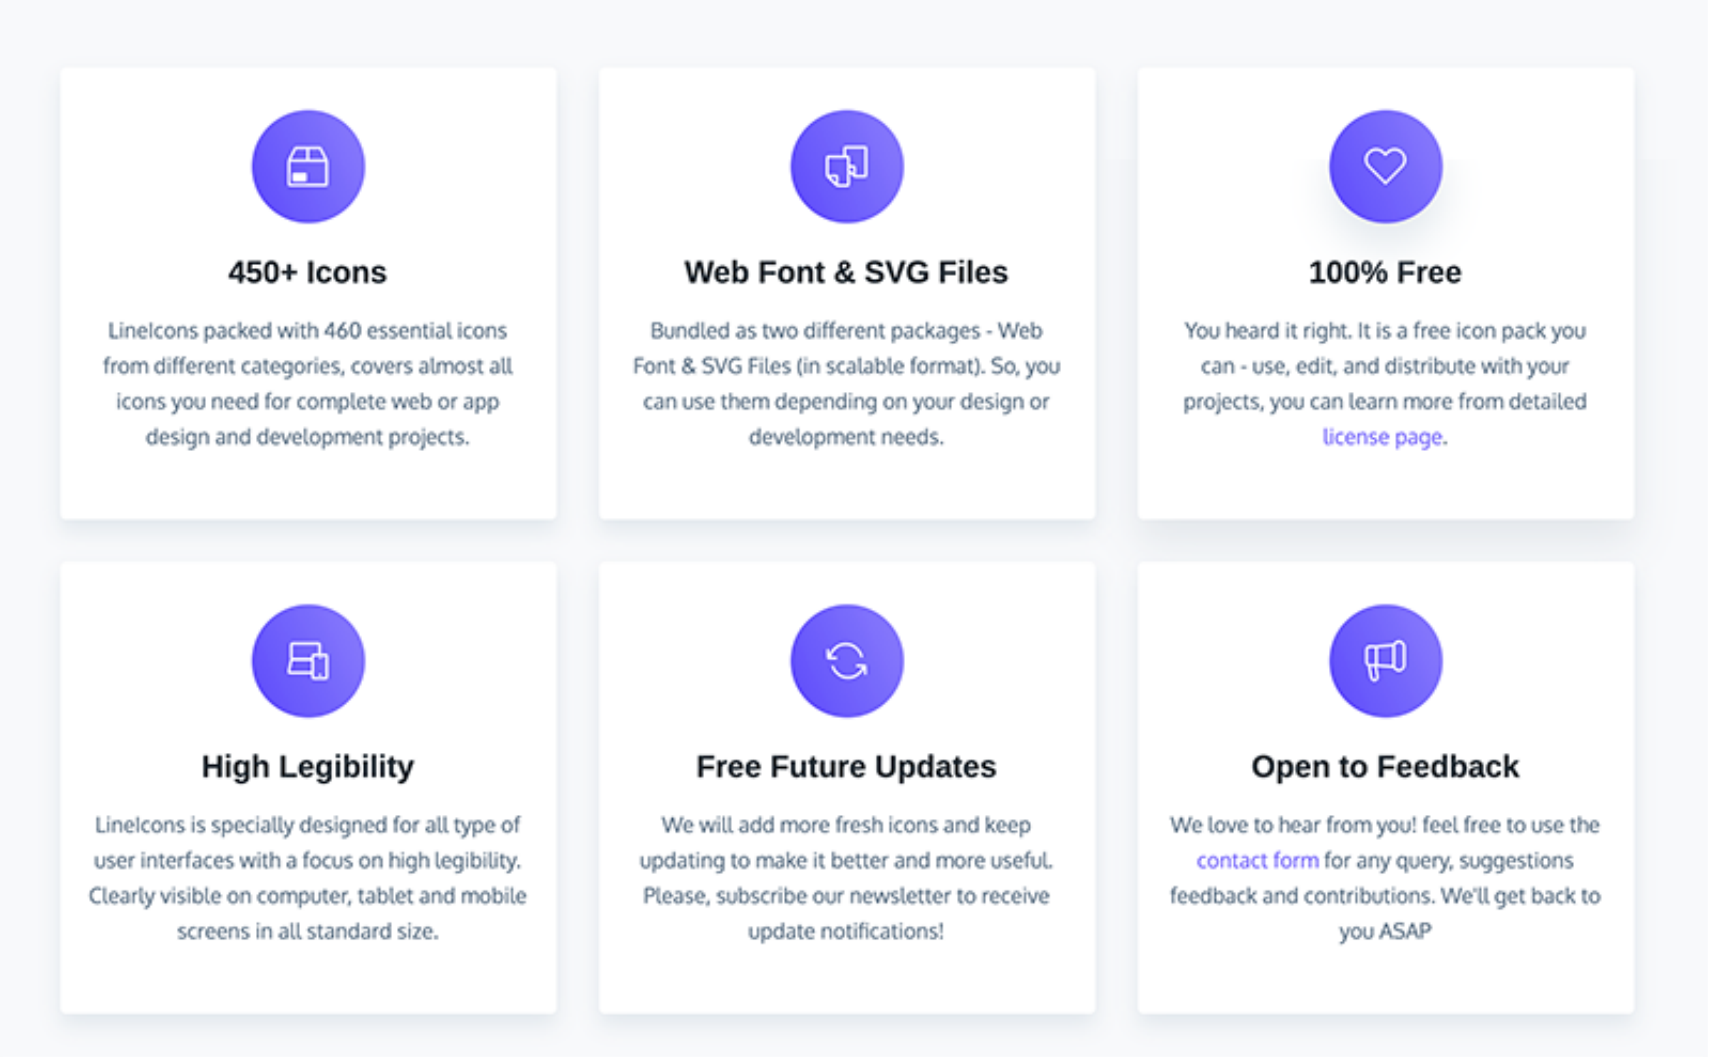 450+ Icons
LineIcons packed with 460 essential icons
from different categories, covers almost all
icons you need for complete web or app
design and development projects.
Web Font & SVG Files
Bundled as two different packages - Web
Font & SVG Files (in scalable format). So, you
can use them depending on your design or
development needs.
100% Free
You heard it right. It is a free icon pack you
can - use, edit, and distribute with your
projects, you can learn more from detailed
license page.
High Legibility
LineIcons is specially designed for all type of
user interfaces with a focus on high legibility.
Clearly visible on computer, tablet and mobile
screens in all standard size.
Free Future Updates
We will add more fresh icons and keep
updating to make it better and more useful.
Please, subscribe our newsletter to receive
update notifications!
Open to Feedback
We love to hear from you! feel free to use the
contact form for any query, suggestions
feedback and contributions. We'll get back to
you ASAP